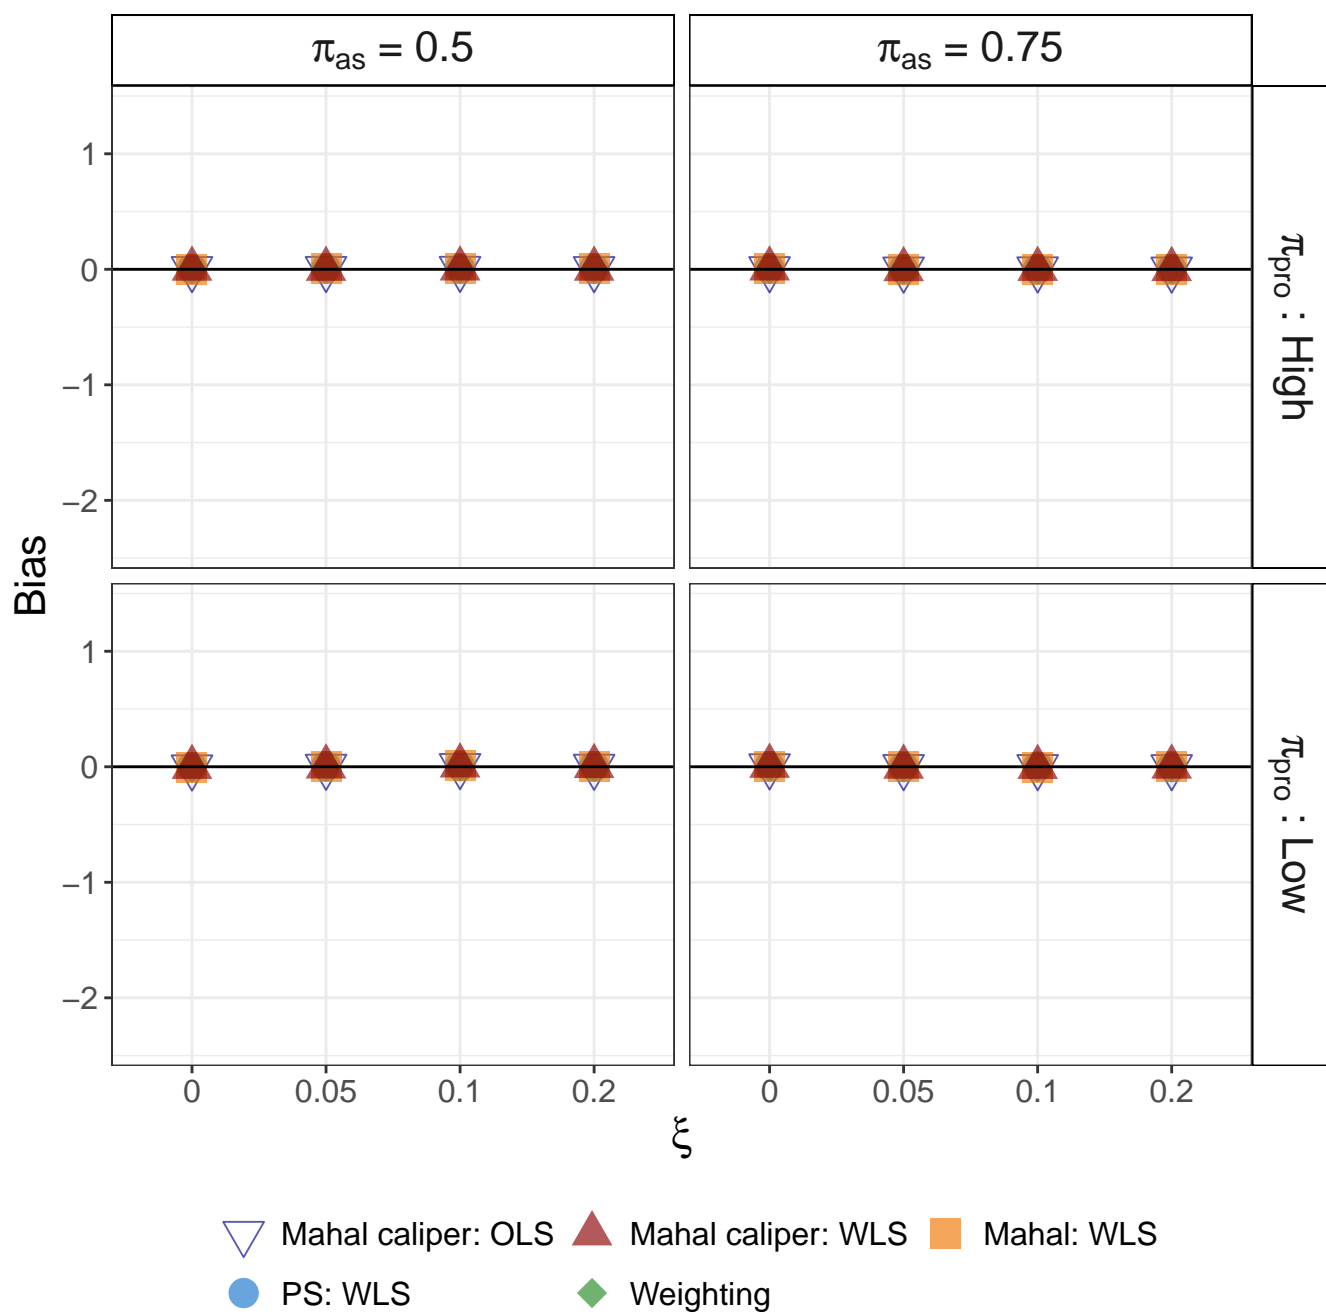 π_as = 0.5
π_as = 0.75
1
0
−1
−2
π_pro : High
Bias
1
0
−1
−2
π_pro : Low
0
0.05
0.1
0.2
0
0.05
0.1
0.2
ξ
Mahal caliper: OLS
Mahal caliper: WLS
Mahal: WLS
PS: WLS
Weighting